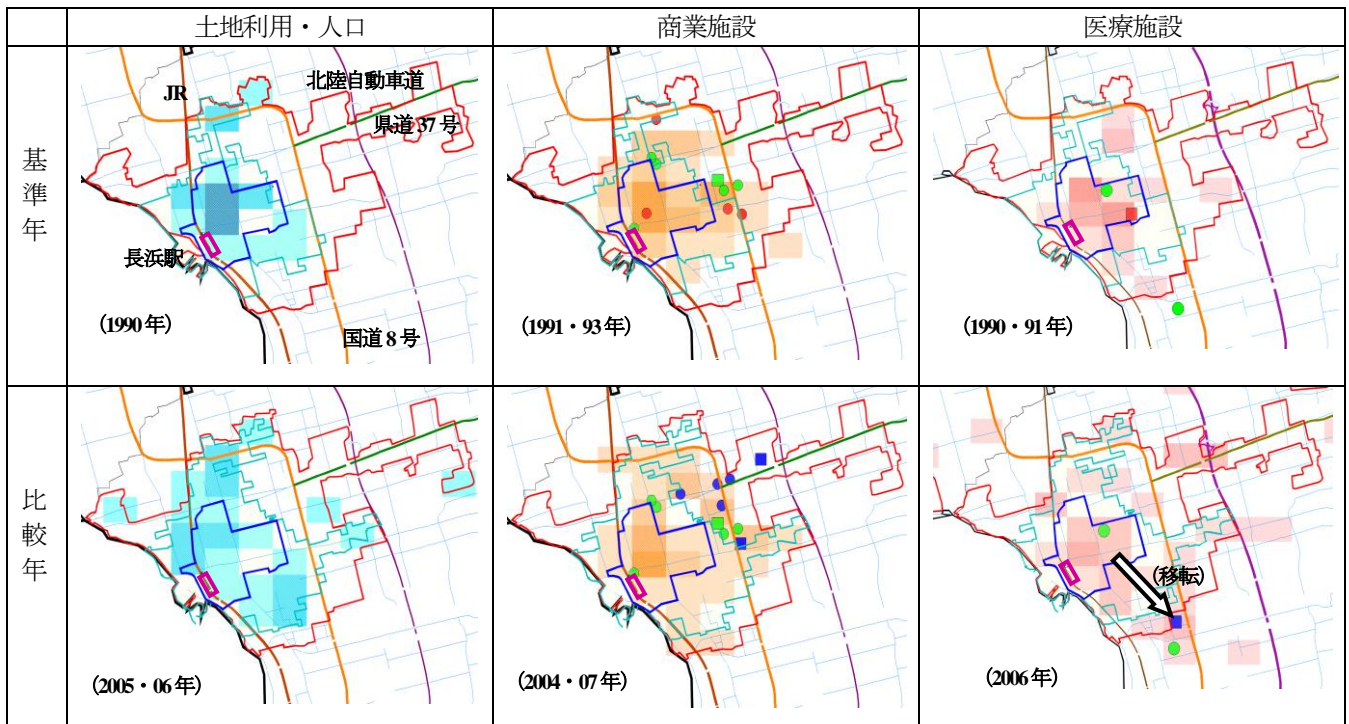 土地利用・人口
商業施設
医療施設
基準年
JR
北陸自動車道
県道37号
長浜駅
国道8号
(1990年)
(1991・93年)
(1990・91年)
比較年
(2005・06年)
(2004・07年)
(移転)
(2006年)